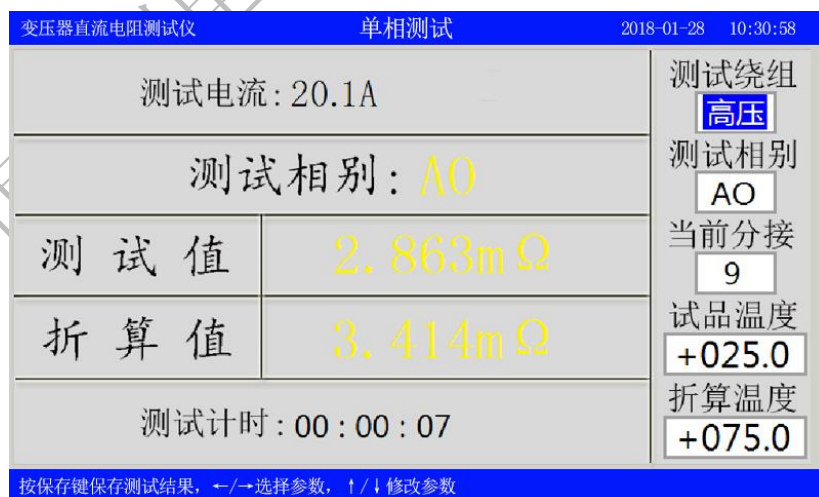 变压器直流电阻测试仪 单相测试 2018-01-28 10:30:58
测试电流:20.1A
测试相别:AO
测试值 2.863mΩ
折算值 3.414mΩ
测试计时:00:00:07
测试绕组
高压
测试相别
AO
当前分接
9
试品温度
+025.0
折算温度
+075.0
按保存键保存测试结果, ←/→选择参数, ↑/↓修改参数